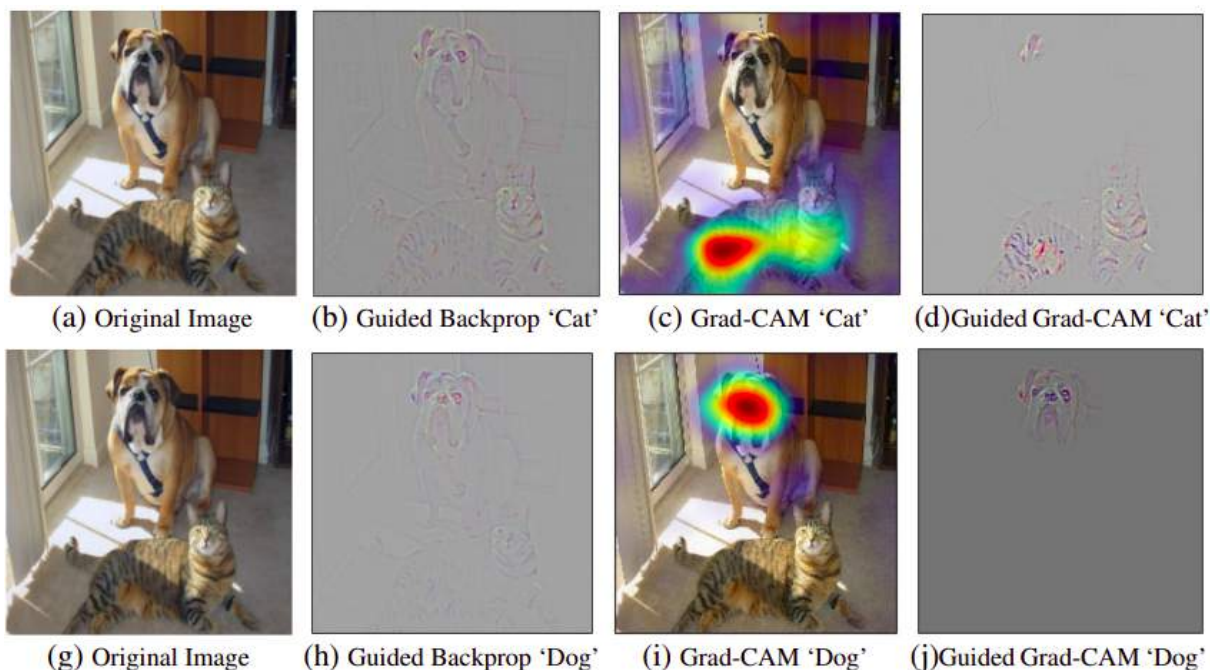 (a) Original Image
(b) Guided Backprop ‘Cat’
(c) Grad-CAM ‘Cat’
(d)Guided Grad-CAM ‘Cat’
(g) Original Image
(h) Guided Backprop ‘Dog’
(i) Grad-CAM ‘Dog’
(j)Guided Grad-CAM ‘Dog’